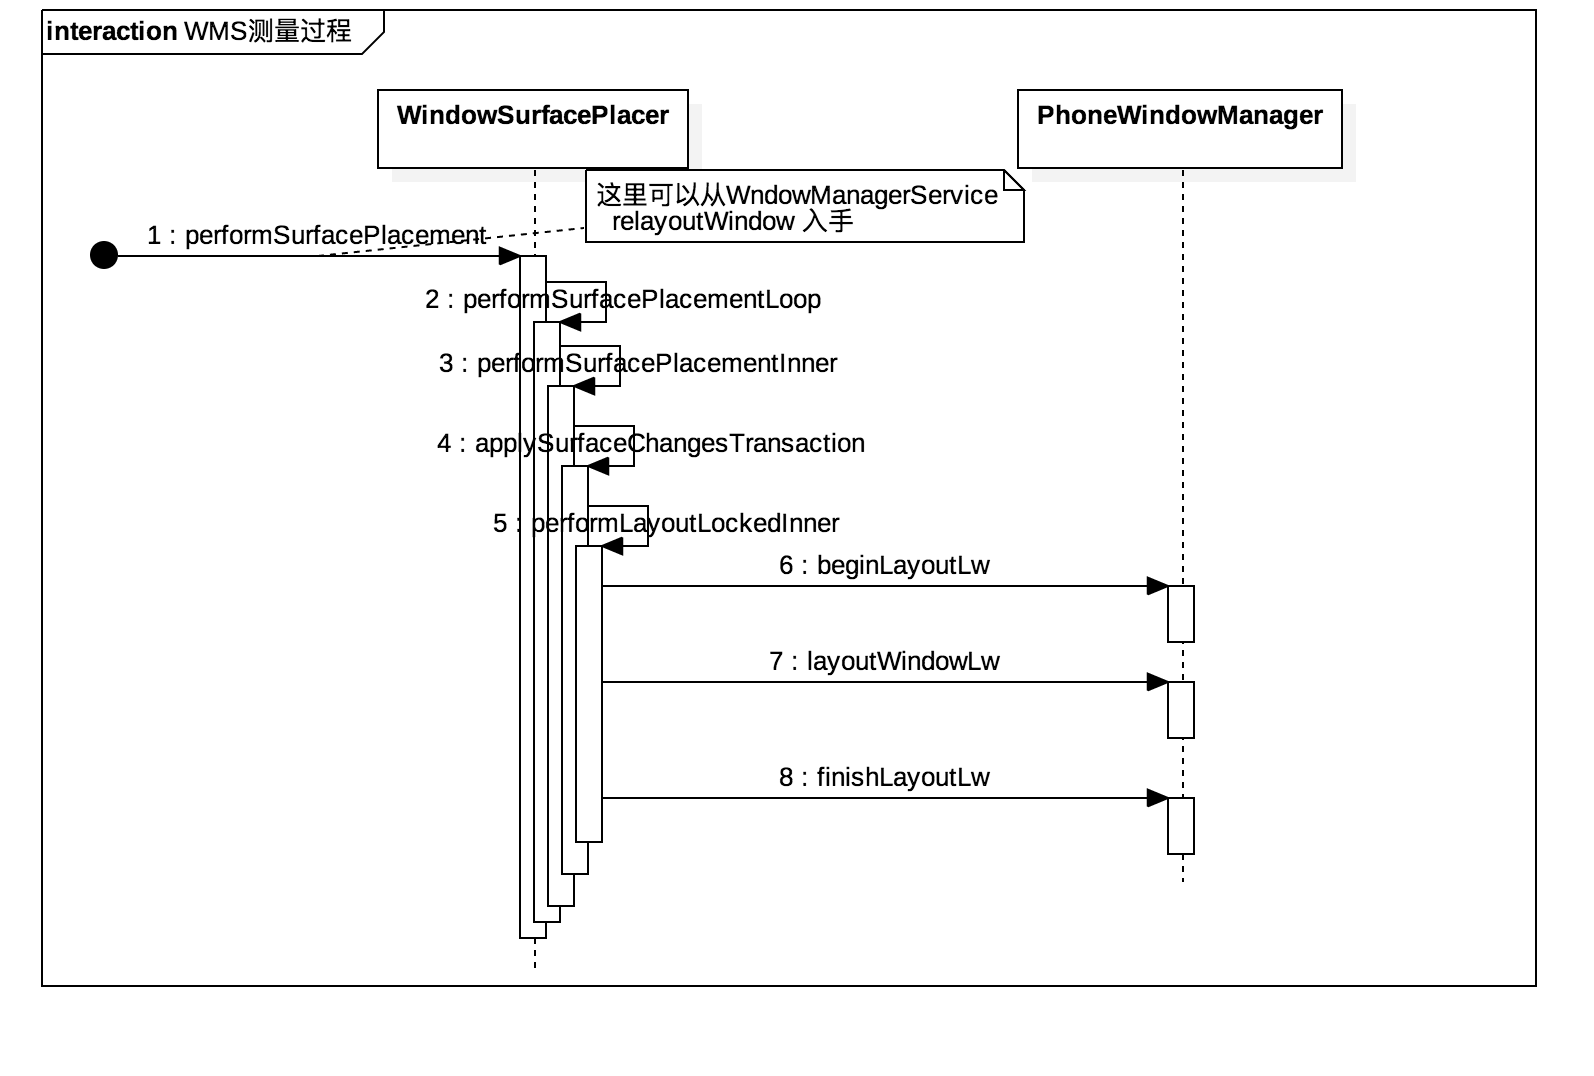 interaction WMS测量过程
WindowSurfacePlacer
PhoneWindowManager
这里可以从WndowManagerService
relayoutWindow 入手
1 : performSurfacePlacement
2 : performSurfacePlacementLoop
3 : performSurfacePlacementInner
4 : applySurfaceChangesTransaction
5 : performLayoutLockedInner
6 : beginLayoutLw
7 : layoutWindowLw
8 : finishLayoutLw